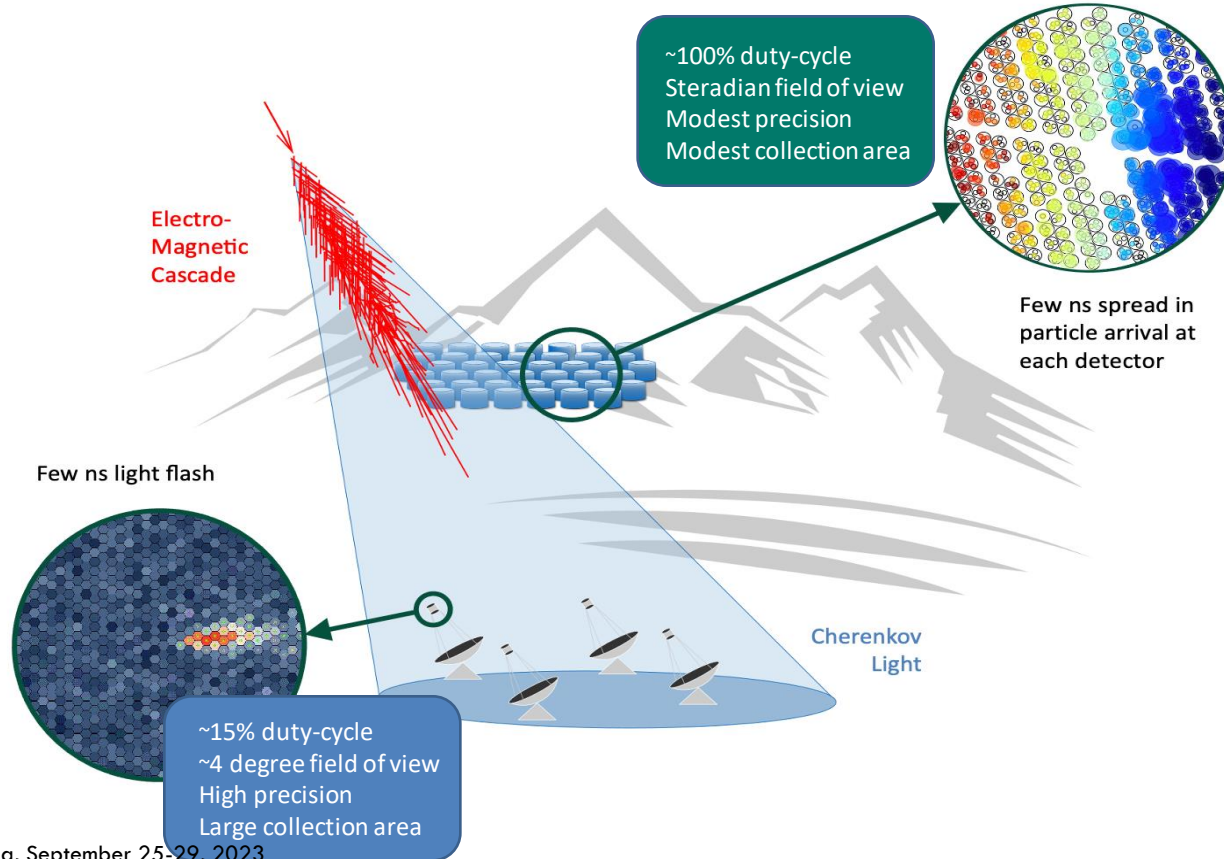 ~100% duty-cycle
Steradian field of view
Modest precision
Modest collection area
Electro-
Magnetic
Cascade
Few ns spread in
particle arrival at
each detector
Few ns light flash
Cherenkov
Light
~15% duty-cycle
~4 degree field of view
High precision
Large collection area
September 25-29, 2023